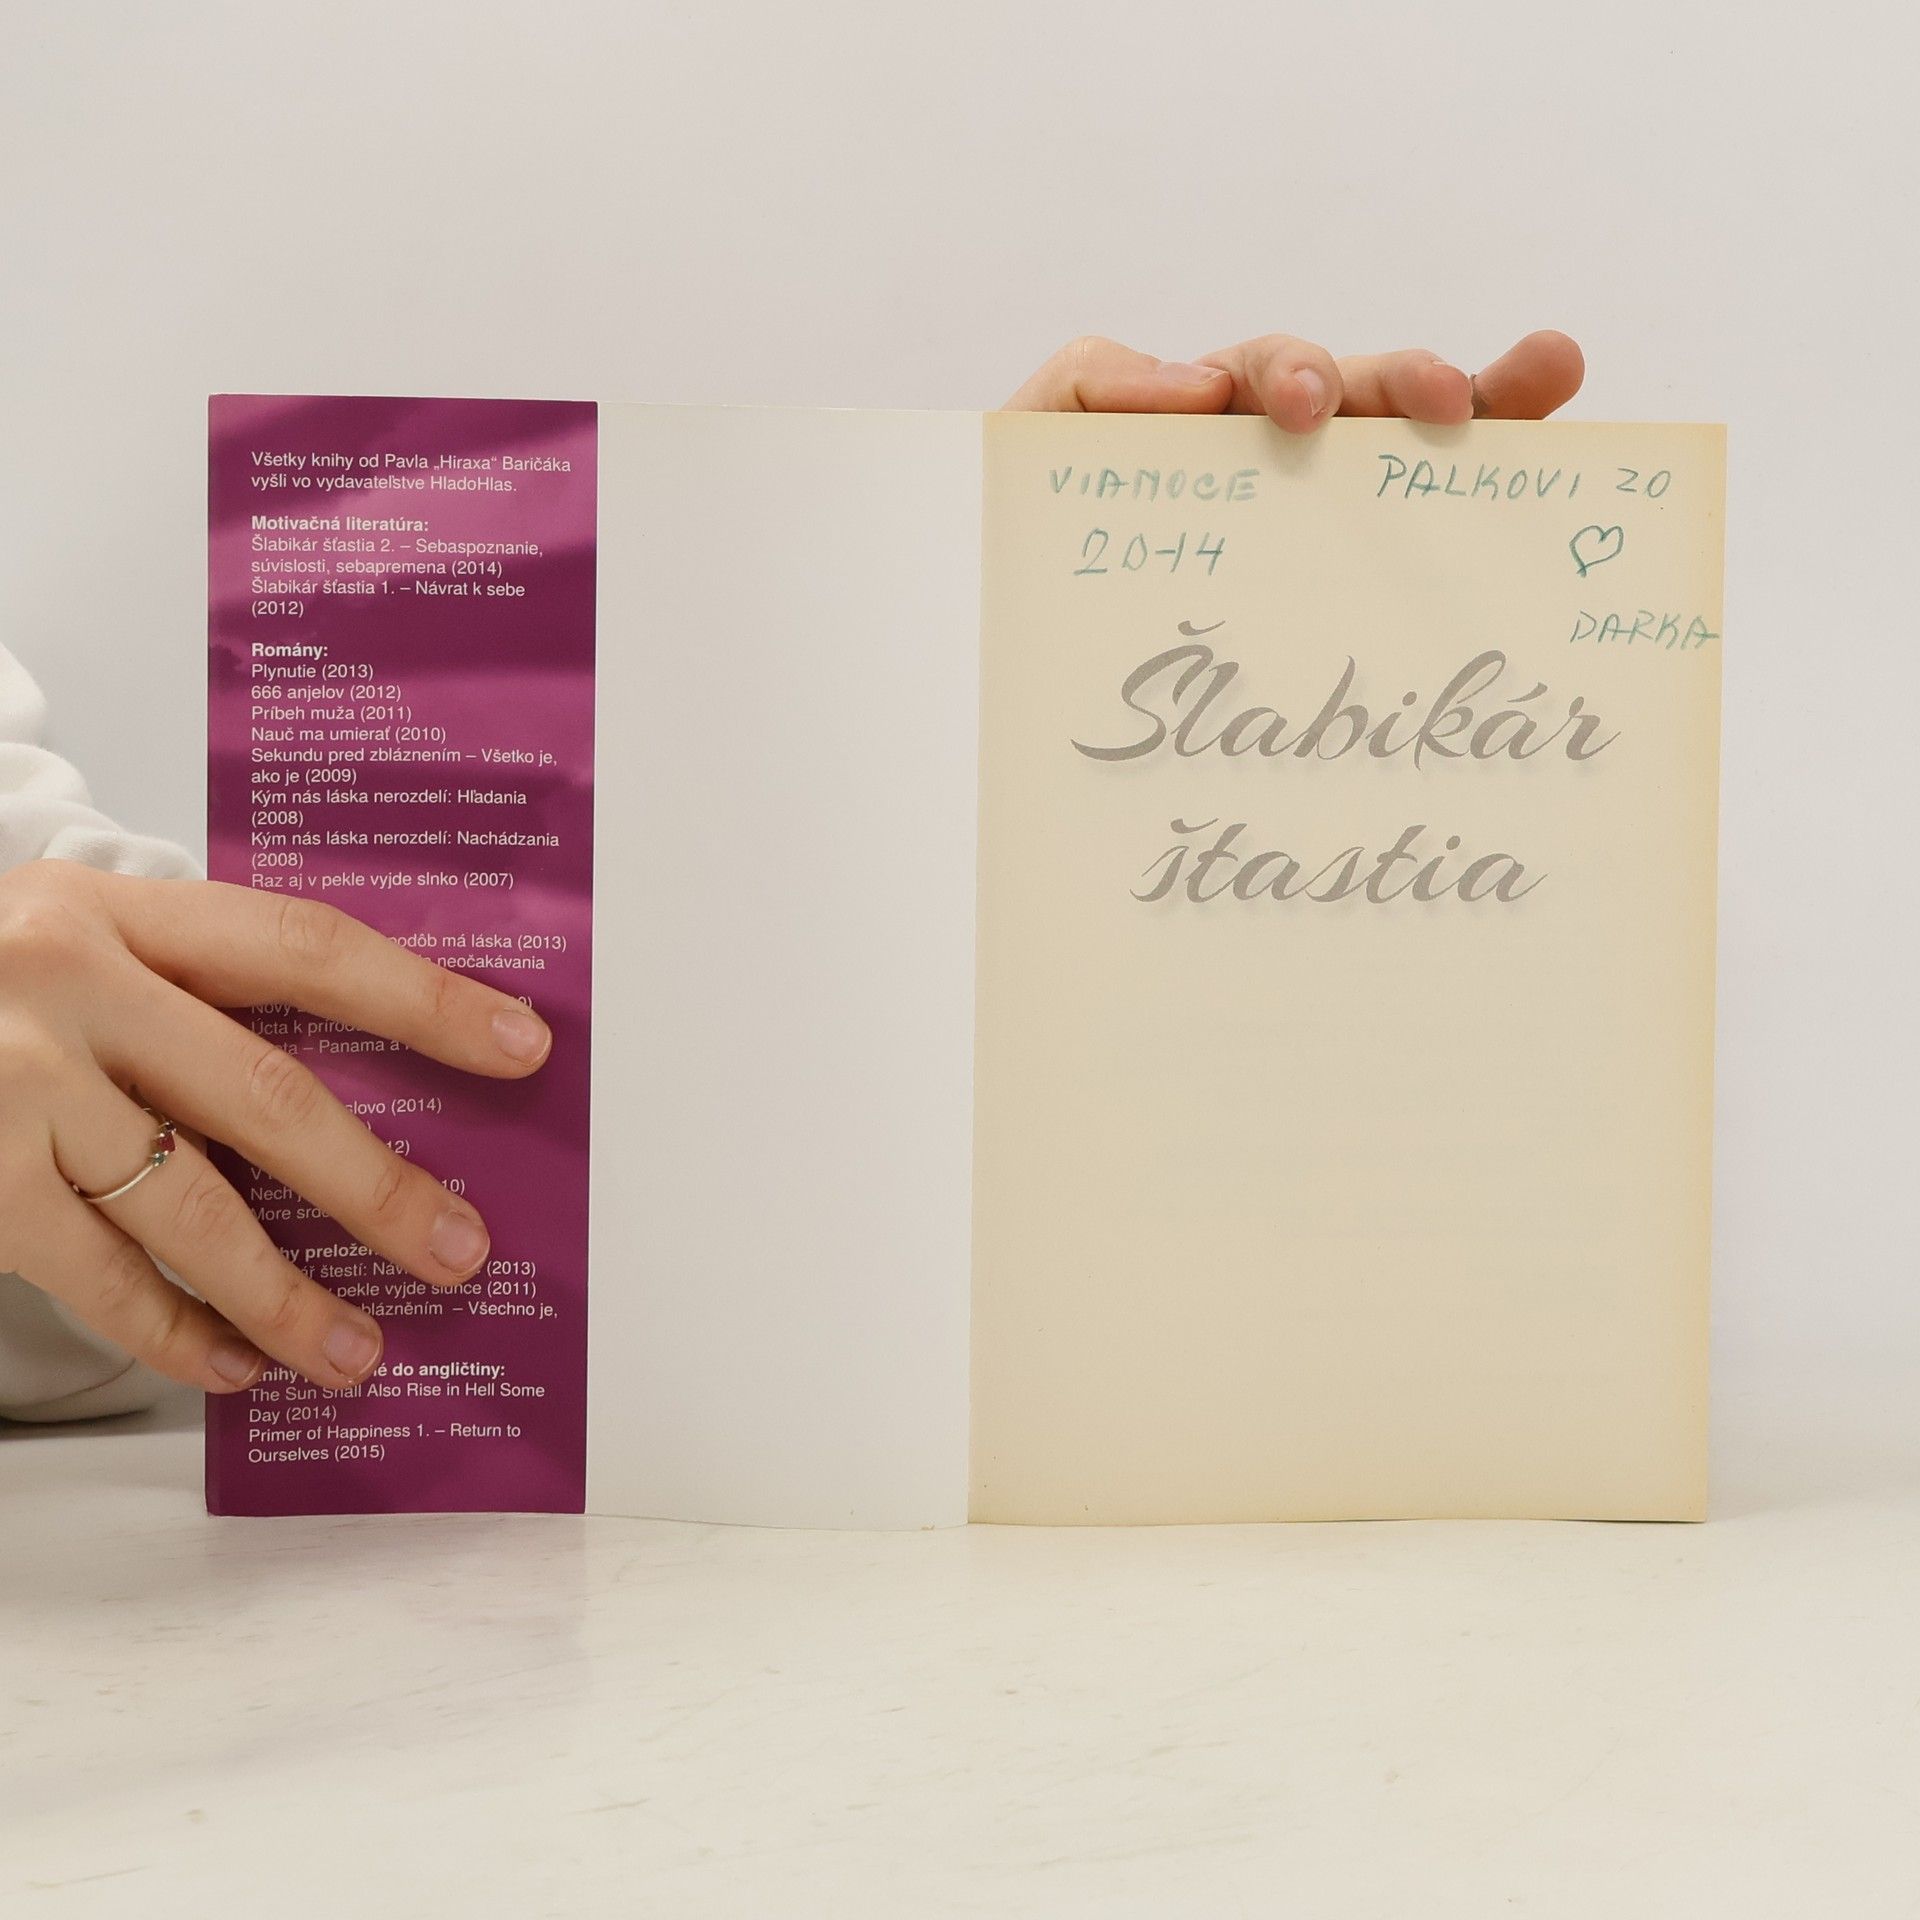 Všetky knihy od Pavla „Hiraxa“ Baričáka
vyšli vo vydavateľstve HladoHlas.
Motivačná literatúra:
Šlabikár šťastia 2. – Sebaspoznanie,
súvislosti, sebapremena (2014)
Šlabikár šťastia 1. – Návrat k sebe
(2012)
Romány:
Plynutie (2013)
666 anjelov (2012)
Príbeh muža (2011)
Nauč ma umierať (2010)
Sekundu pred zbláznením – Všetko je,
ako je (2009)
Kým nás láska nerozdelí: Hľadania
(2008)
Kým nás láska nerozdelí: Nachádzania
(2008)
Raz aj v pekle vyjde slnko (2007)
podôb má láska (2013)
neočakávania
Úcta k
– Panama a
slovo (2014)
Nech
More
(2013)
pekle vyjde slunce (2011)
– Všechno je,
do angličtiny:
The Sun Shall Also Rise in Hell Some
Day (2014)
Primer of Happiness 1. – Return to
Ourselves (2015)
VIANOCE
2014
PALKOVI ZO
♡
DARKA
Šlabikár
šťastia